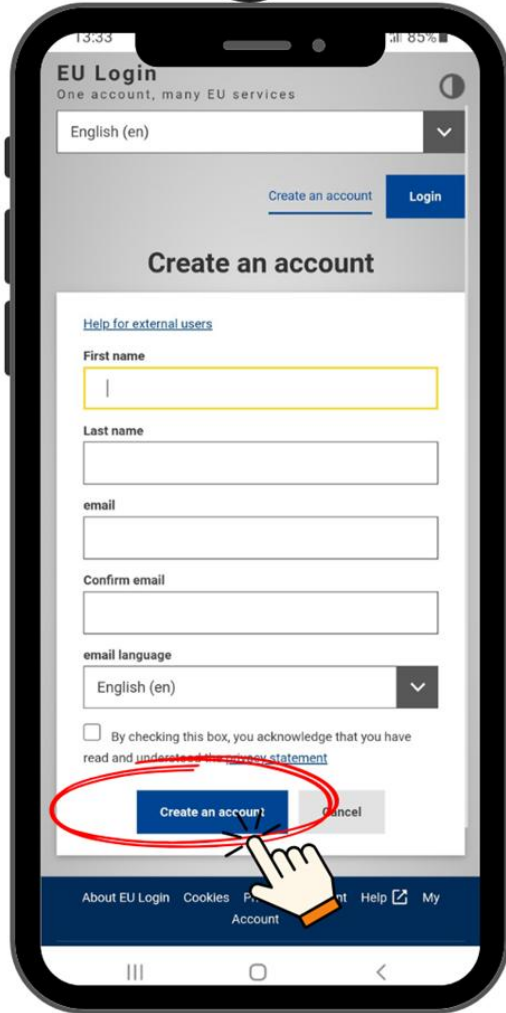 13:33 85%
EU Login
One account, many EU services
English (en)
Create an account Login
Create an account
Help for external users
First name
Last name
email
Confirm email
email language
English (en)
By checking this box, you acknowledge that you have
read and understood the privacy statement
Create an account Cancel
About EU Login Cookies Help My
Account